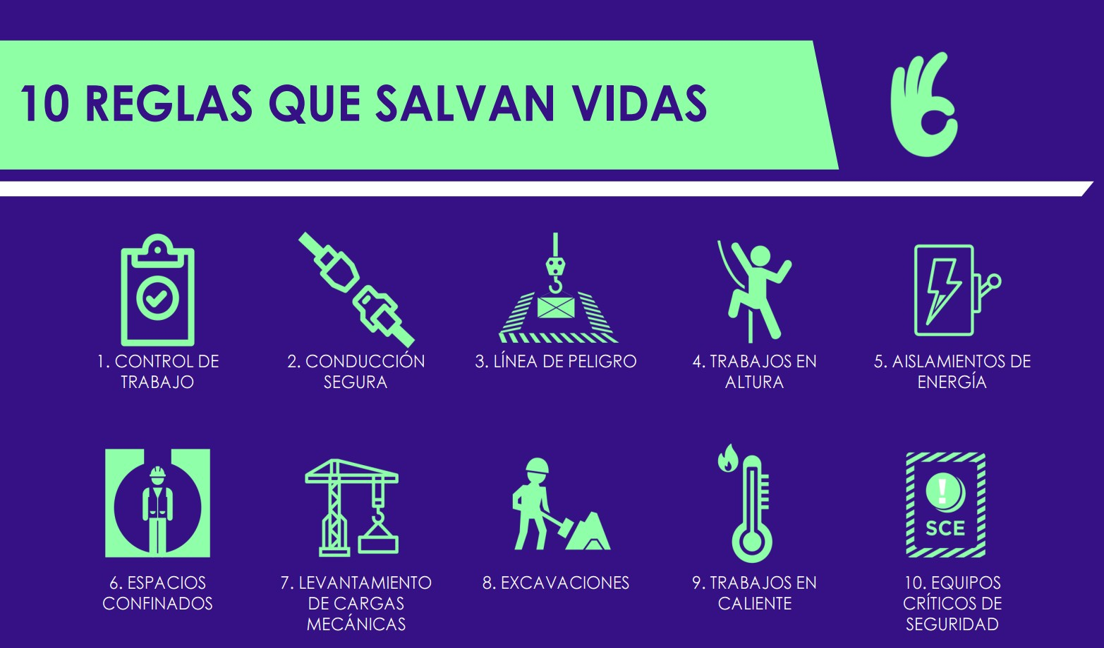 10 REGLAS QUE SALVAN VIDAS
1. CONTROL DE
TRABAJO
2. CONDUCCIÓN
SEGURA
3. LÍNEA DE PELIGRO
4. TRABAJOS EN
ALTURA
5. AISLAMIENTOS DE
ENERGÍA
6. ESPACIOS
CONFINADOS
7. LEVANTAMIENTO
DE CARGAS
MECÁNICAS
8. EXCAVACIONES
9. TRABAJOS EN
CALIENTE
!
SCE
10. EQUIPOS
CRÍTICOS DE
SEGURIDAD